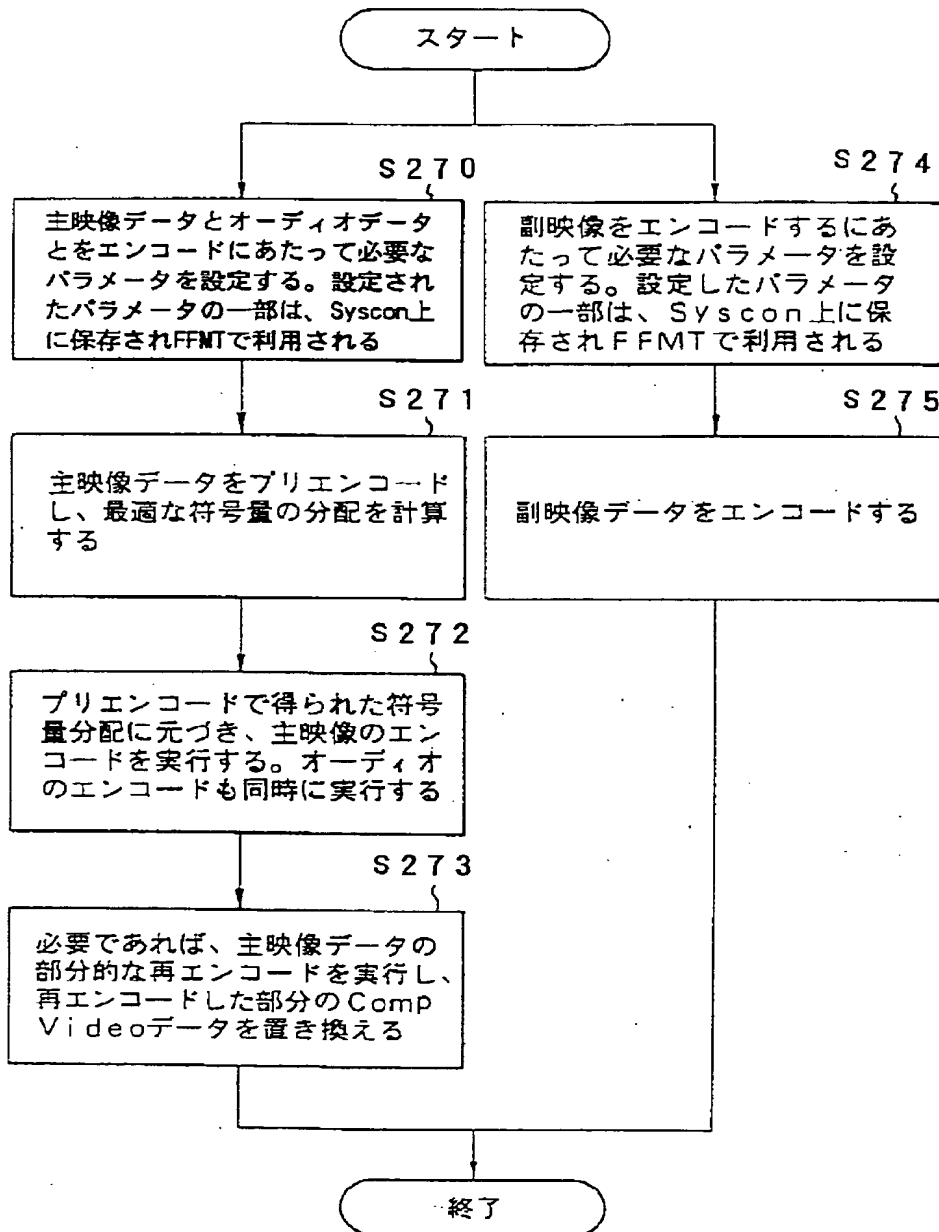 スタート
S270
主映像データとオーディオデータ
とをエンコードにあたって必要な
パラメータを設定する。設定され
たパラメータの一部は、Syscon上
に保存されFFMTで利用される
S271
主映像データをプリエンコード
し、最適な符号量の分配を計算
する
S272
プリエンコードで得られた符号
量分配に元づき、主映像のエン
コードを実行する。オーディオ
のエンコードも同時に実行する
S273
必要であれば、主映像データの
部分的な再エンコードを実行し、
再エンコードした部分のComp
Videoデータを置き換える
S274
副映像をエンコードするにあ
たって必要なパラメータを設
定する。設定したパラメータ
の一部は、Syscon上に保
存されFFMTで利用される
S275
副映像データをエンコードする
終了